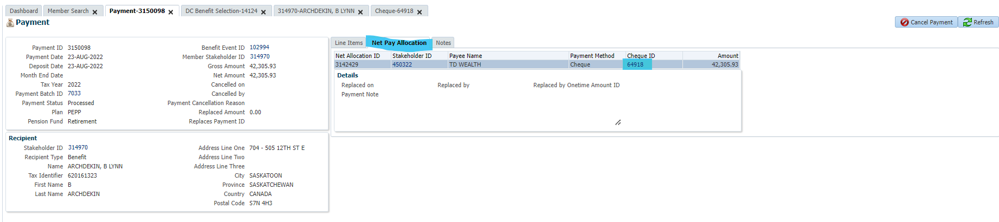 Dashboard Member Search Payment-3150098 DC Benefit Selection-14124 314970-ARCHDEKIN, B LYNN Cheque-64918
Payment
Cancel Payment Refresh
Payment ID 3150098
Payment Date 23-AUG-2022
Deposit Date 23-AUG-2022
Month End Date
Tax Year 2022
Payment Batch ID 7033
Payment Status Processed
Plan PEPP
Pension Fund Retirement
Benefit Event ID 102994
Member Stakeholder ID 314970
Gross Amount 42,305.93
Net Amount 42,305.93
Cancelled on
Cancelled by
Payment Cancellation Reason
Replaced Amount 0.00
Replaces Payment ID
Recipient
Stakeholder ID 314970
Recipient Type Benefit
Name ARCHDEKIN, B LYNN
Tax Identifier 620161323
First Name B
Last Name ARCHDEKIN
Address Line One 704 - 505 12TH ST E
Address Line Two
Address Line Three
City SASKATOON
Province SASKATCHEWAN
Country CANADA
Postal Code S7N 4H3
Line Items Net Pay Allocation Notes
Net Allocation ID Stakeholder ID Payee Name Payment Method Cheque ID Amount
3142429 450322 TD WEALTH Cheque 64918 42,305.93
Details
Replaced on Replaced by Replaced by Onetime Amount ID
Payment Note